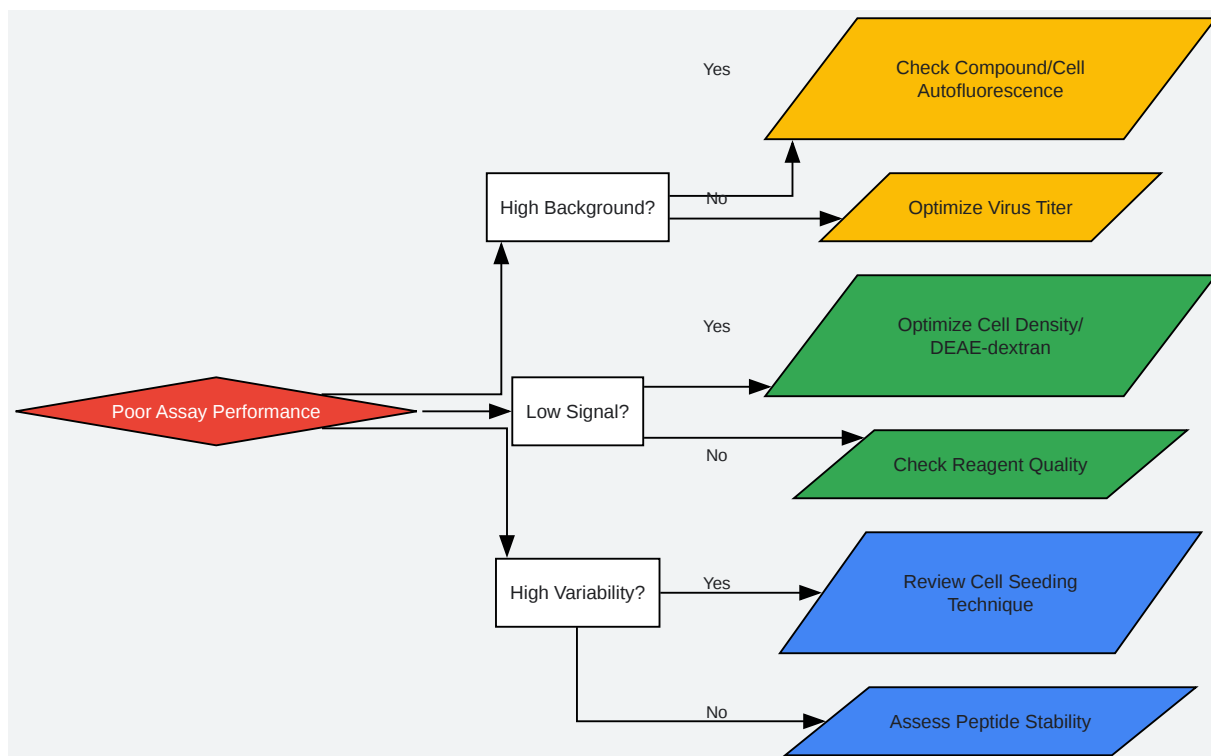 Yes
Check Compound/Cell
Autofluorescence
High Background?
No
Optimize Virus Titer
Yes
Optimize Cell Density/
DEAE-dextran
Poor Assay Performance
Low Signal?
No
Check Reagent Quality
High Variability?
Yes
Review Cell Seeding
Technique
No
Assess Peptide Stability